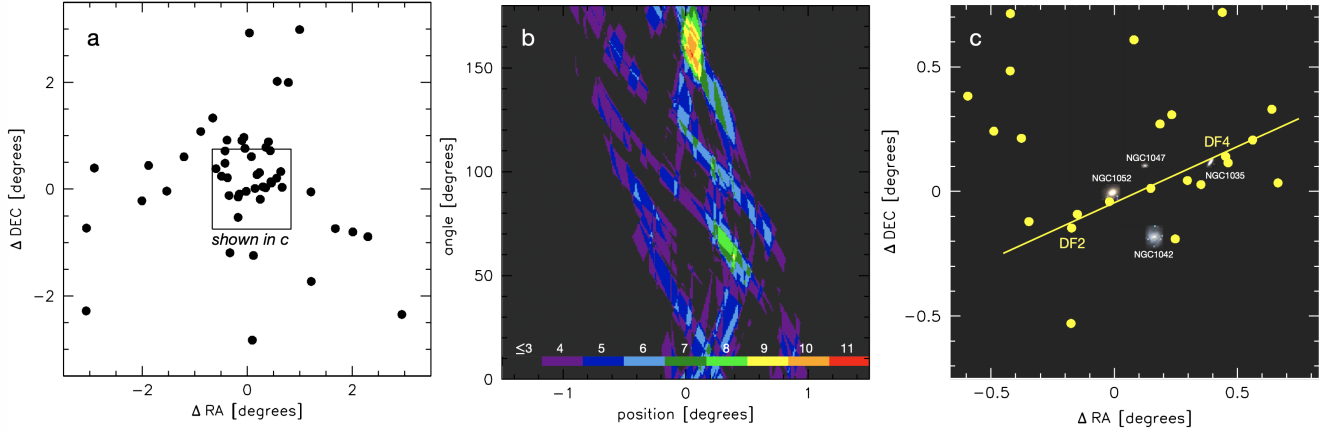 a
Δ DEC [degrees]
2
0
−2
shown in c
−2
0
2
Δ RA [degrees]
b
angle [degrees]
150
100
50
0
≤3 4 5 6 7 8 9 10 11
−1
0
1
position [degrees]
c
Δ DEC [degrees]
0.5
0
−0.5
DF4
NGC1047
NGC1052
NGC1035
DF2
NGC1042
−0.5
0
0.5
Δ RA [degrees]